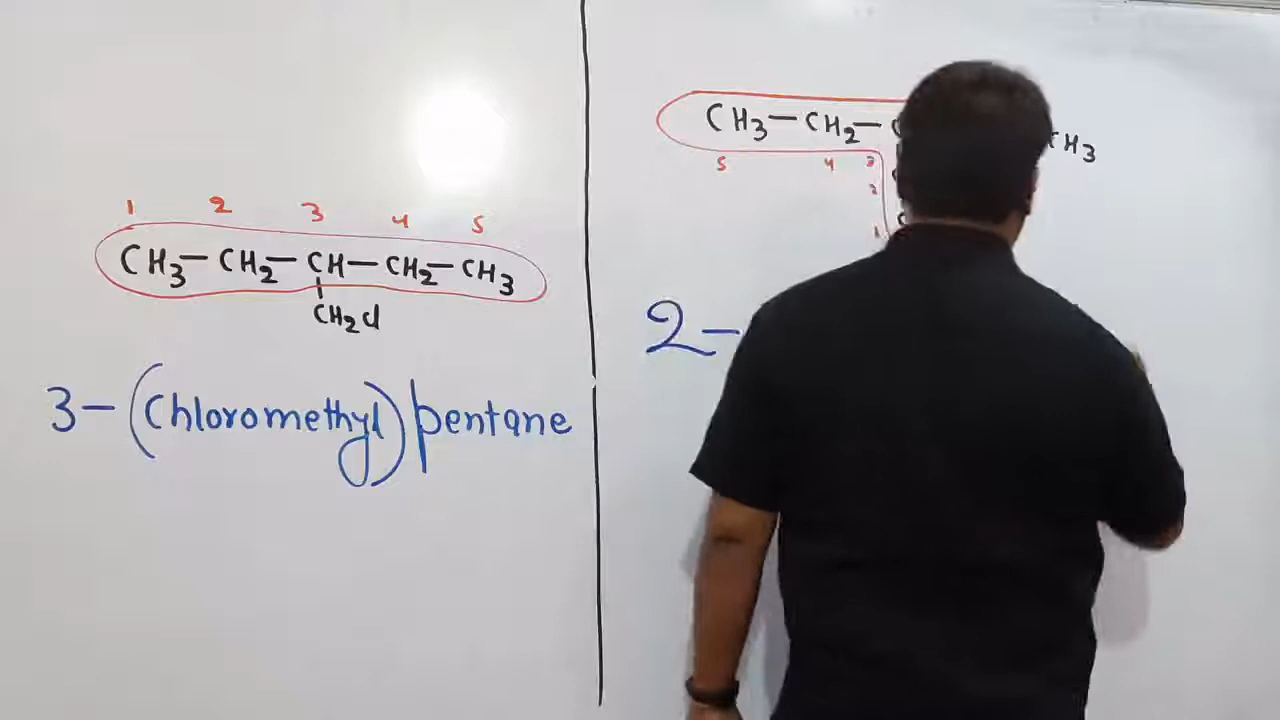 1 2 3 4 5
CH3—CH2—CH—CH2—CH3
CH2Cl
3-(Chloromethyl)pentane
CH3—CH2— CH3
5 4 3
2
1
2-